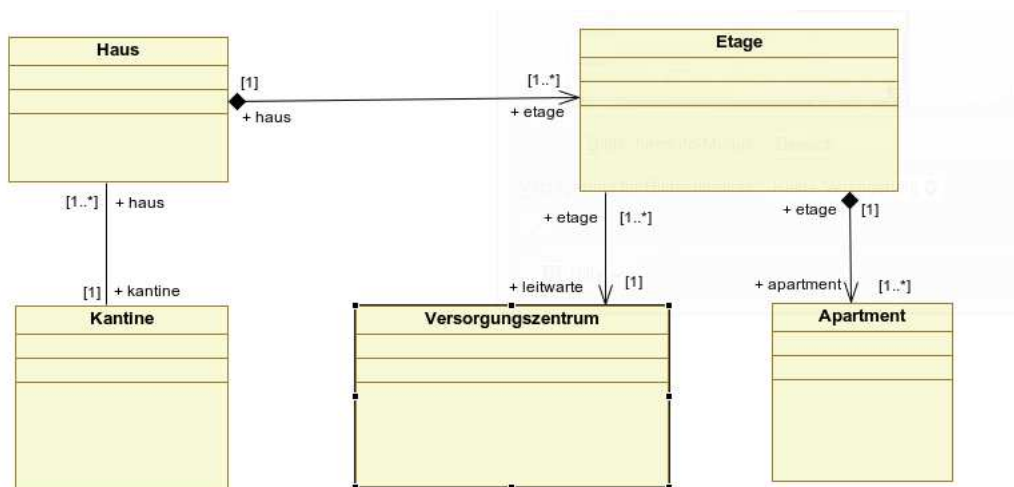 Haus
Etage
[1]
[1..*]
+ haus
+ etage
[1..*]
+ haus
+ etage
[1..*]
+ etage
[1]
[1]
+ kantine
+ leitwarte
[1]
+ apartment
[1..*]
Kantine
Versorgungszentrum
Apartment